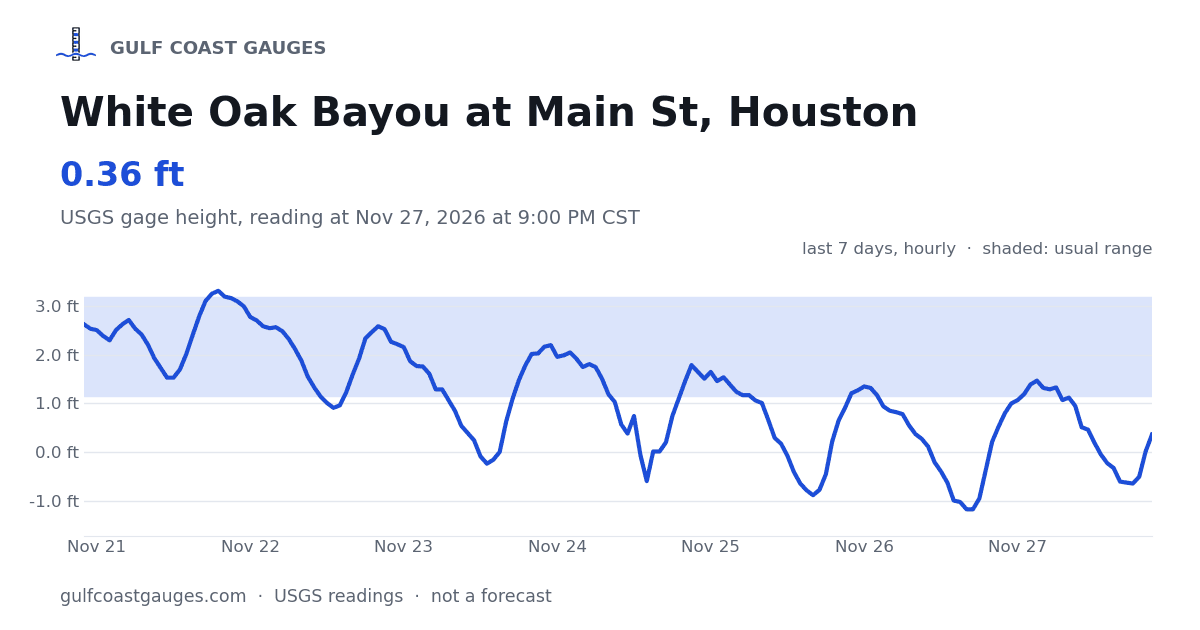 GULF COAST GAUGES
White Oak Bayou at Main St, Houston
0.36 ft
USGS gage height, reading at Nov 27, 2026 at 9:00 PM CST
last 7 days, hourly · shaded: usual range
3.0 ft
2.0 ft
1.0 ft
0.0 ft
-1.0 ft
Nov 21 Nov 22 Nov 23 Nov 24 Nov 25 Nov 26 Nov 27
gulfcoastgauges.com · USGS readings · not a forecast